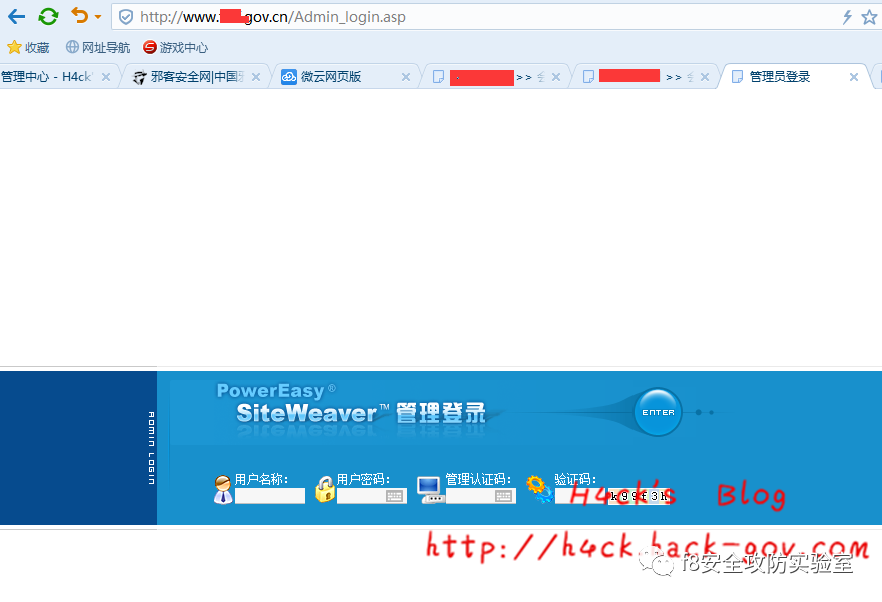 http://www. gov.cn/Admin_login.asp
收藏 网址导航 游戏中心
管理中心 - H4ck 邪客安全网|中国 微云网页版 >> >> 管理员登录
PowerEasy®
SiteWeaver™ 管理登录
ENTER
ADMIN LOGIN
用户名称: 用户密码: 管理认证码: 验证码:
H4ck's Blog
http://h4ck.hack-gov.com
f8安全攻防实验室